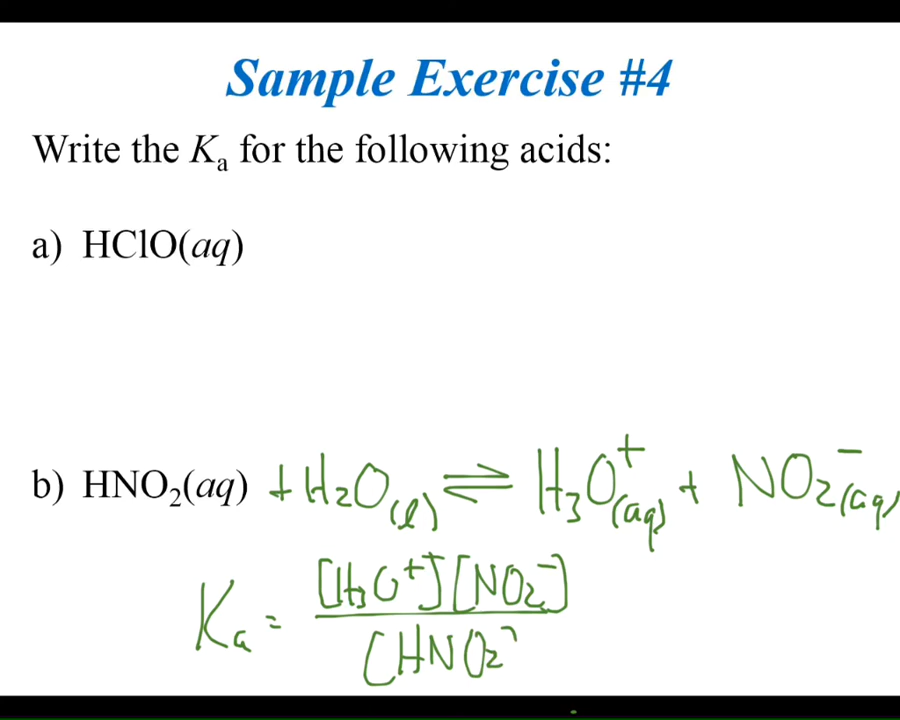 Sample Exercise #4
Write the Kₐ for the following acids:
a) HClO(aq)
b) HNO₂(aq) + H₂O(l) ⇌ H₃O⁺(aq) + NO₂⁻(aq)
[H₃O⁺][NO₂⁻]
Kₐ =
[HNO₂]